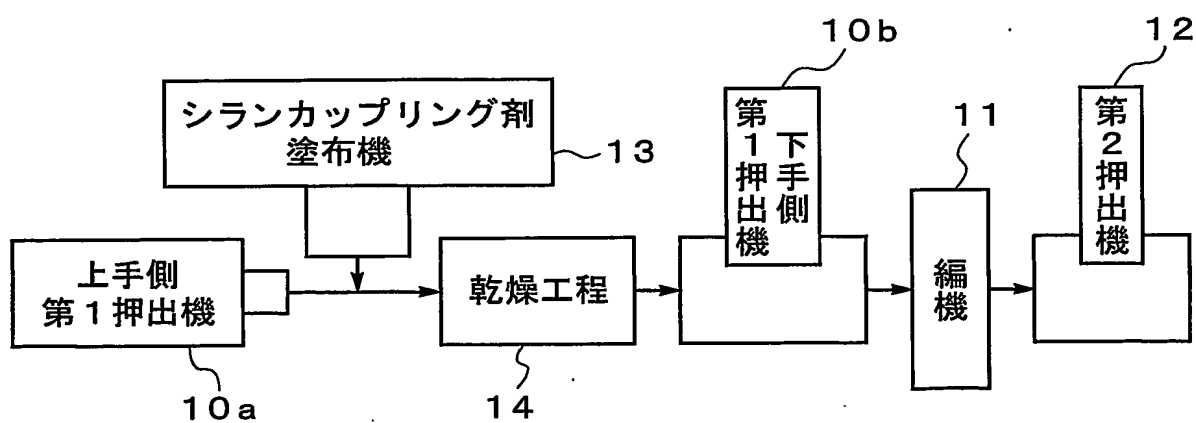 シランカップリング剤
塗布機
13
上手側
第1押出機
10a
乾燥工程
14
10b
下手側
第1押出機
11
編機
12
第2押出機